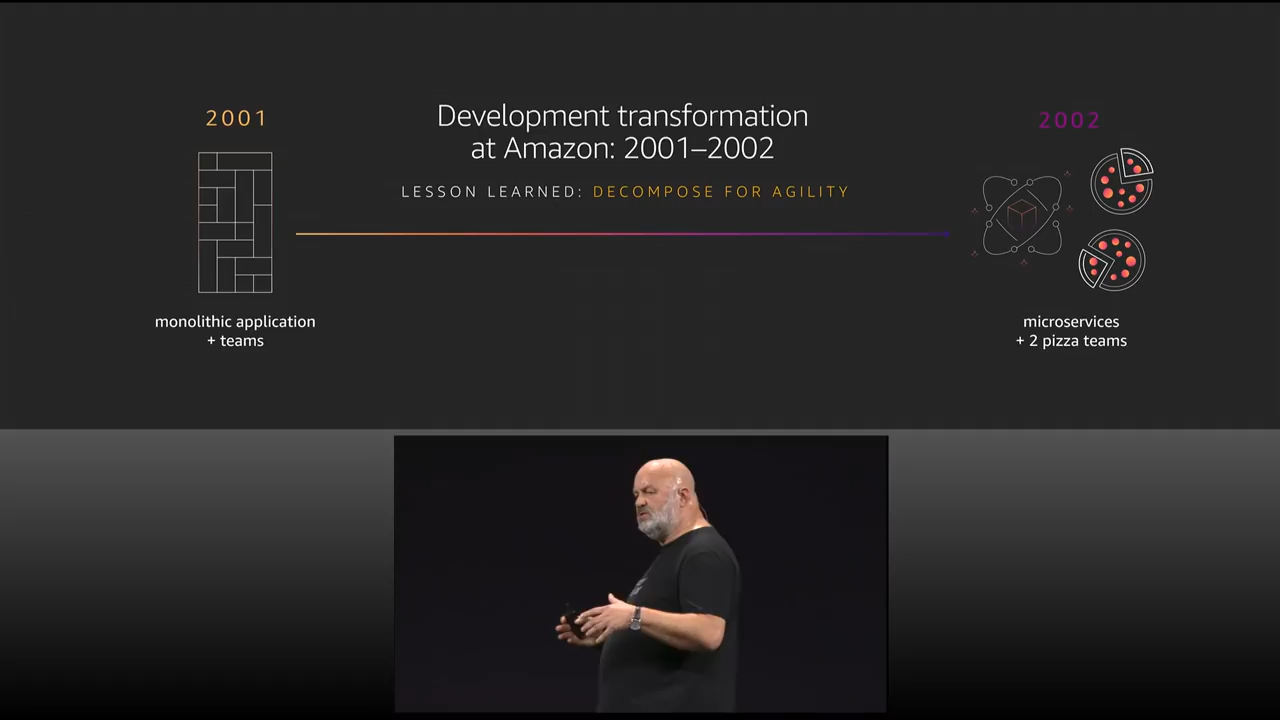 2001
Development transformation
at Amazon: 2001–2002
LESSON LEARNED: DECOMPOSE FOR AGILITY
2002
monolithic application
+ teams
microservices
+ 2 pizza teams